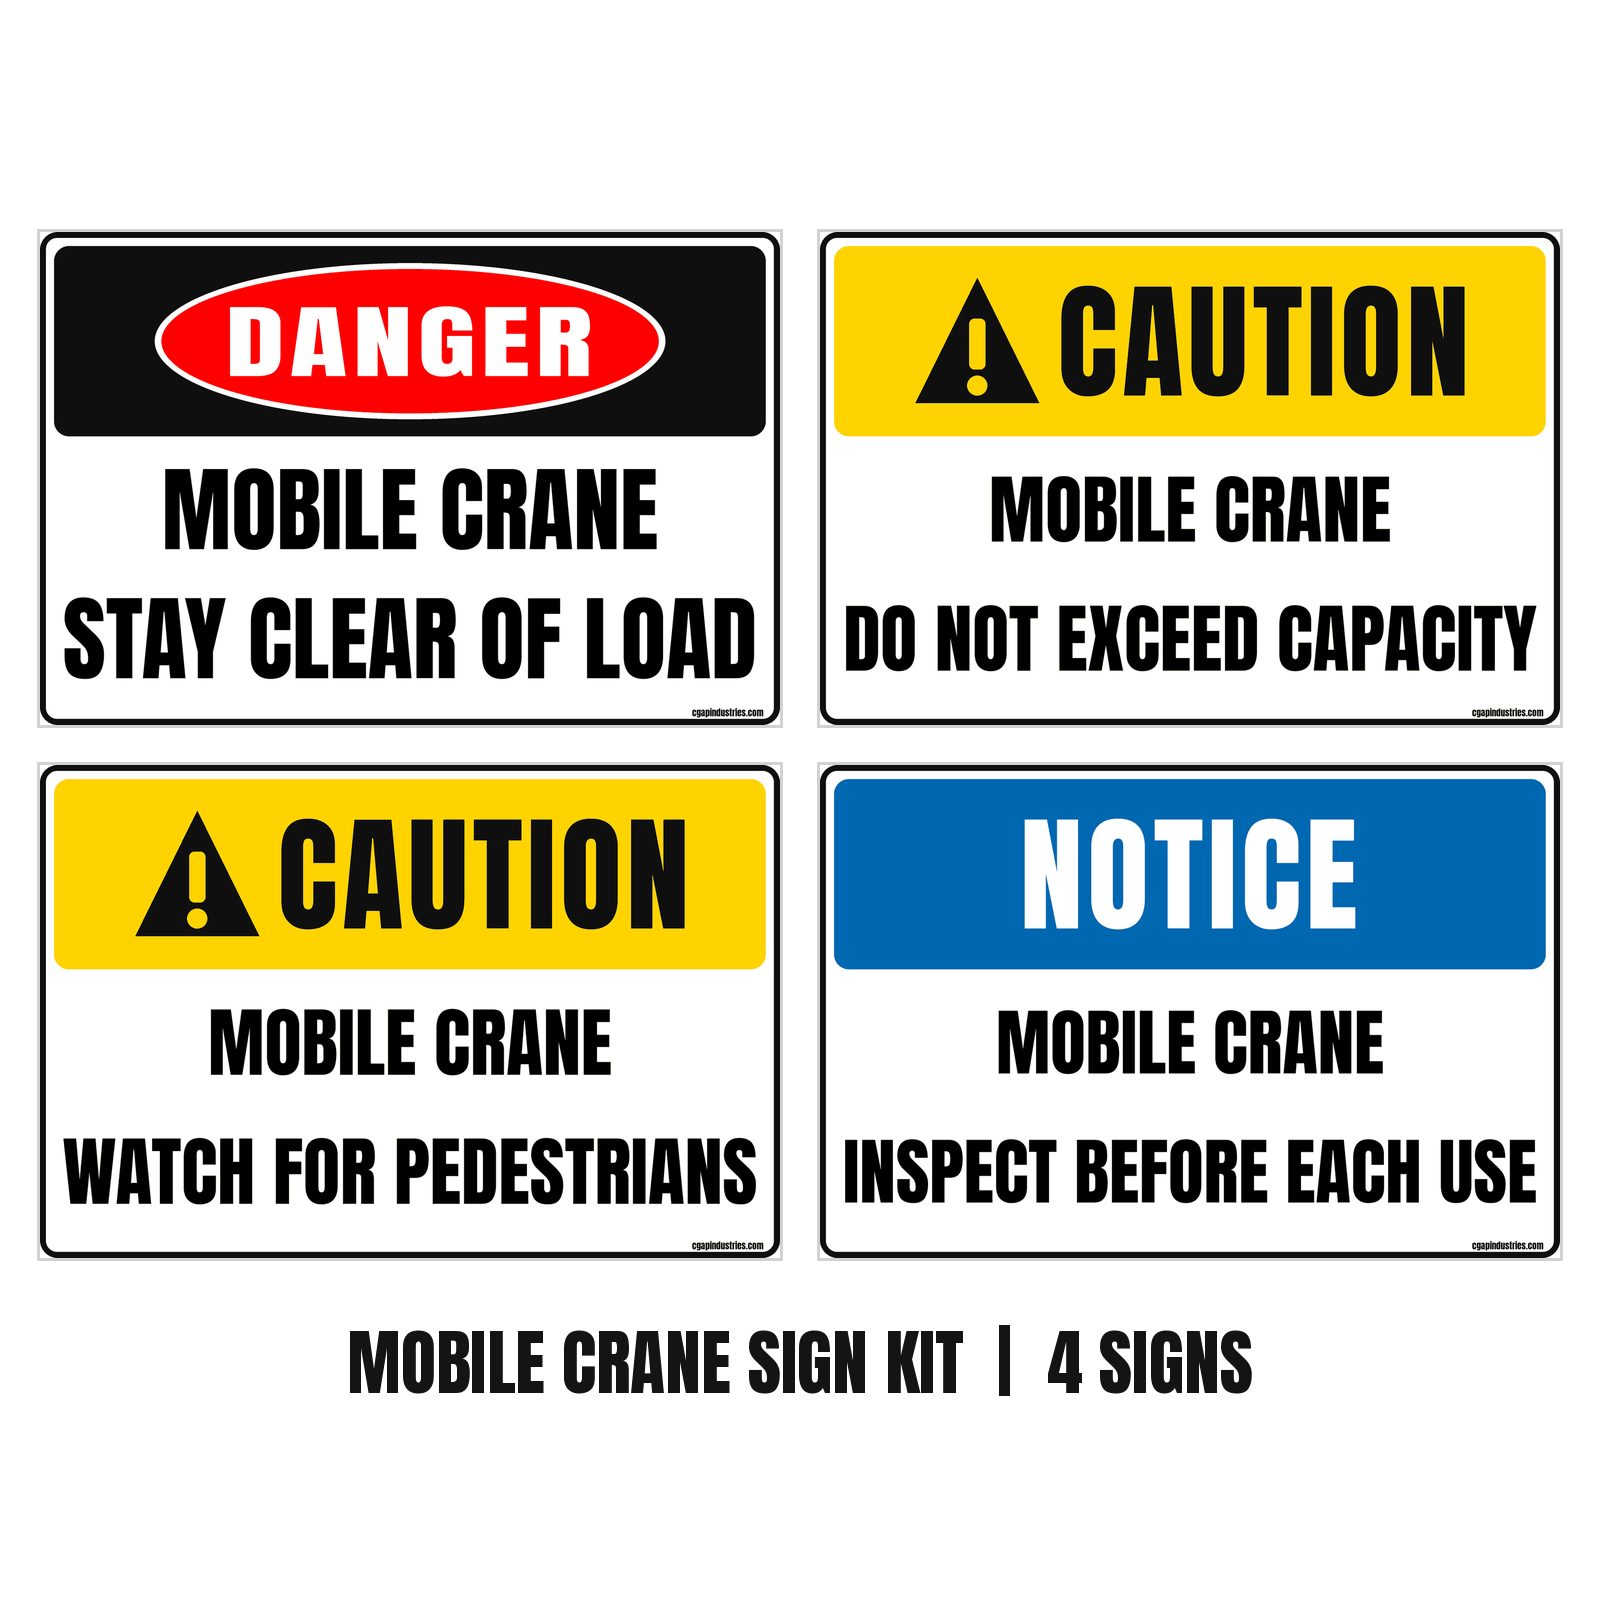 DANGER
MOBILE CRANE
STAY CLEAR OF LOAD
cgapindustries.com
CAUTION
MOBILE CRANE
DO NOT EXCEED CAPACITY
cgapindustries.com
CAUTION
MOBILE CRANE
WATCH FOR PEDESTRIANS
cgapindustries.com
NOTICE
MOBILE CRANE
INSPECT BEFORE EACH USE
cgapindustries.com
MOBILE CRANE SIGN KIT | 4 SIGNS